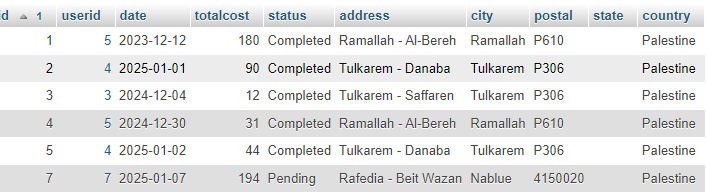 d 1 userid date totalcost status address city postal state country
1 5 2023-12-12 180 Completed Ramallah - Al-Bereh Ramallah P610 Palestine
2 4 2025-01-01 90 Completed Tulkarem - Danaba Tulkarem P306 Palestine
3 3 2024-12-04 12 Completed Tulkarem - Saffaren Tulkarem P306 Palestine
4 5 2024-12-30 31 Completed Ramallah - Al-Bereh Ramallah P610 Palestine
5 4 2025-01-02 44 Completed Tulkarem - Danaba Tulkarem P306 Palestine
7 7 2025-01-07 194 Pending Rafedia - Beit Wazan Nablue 4150020 Palestine